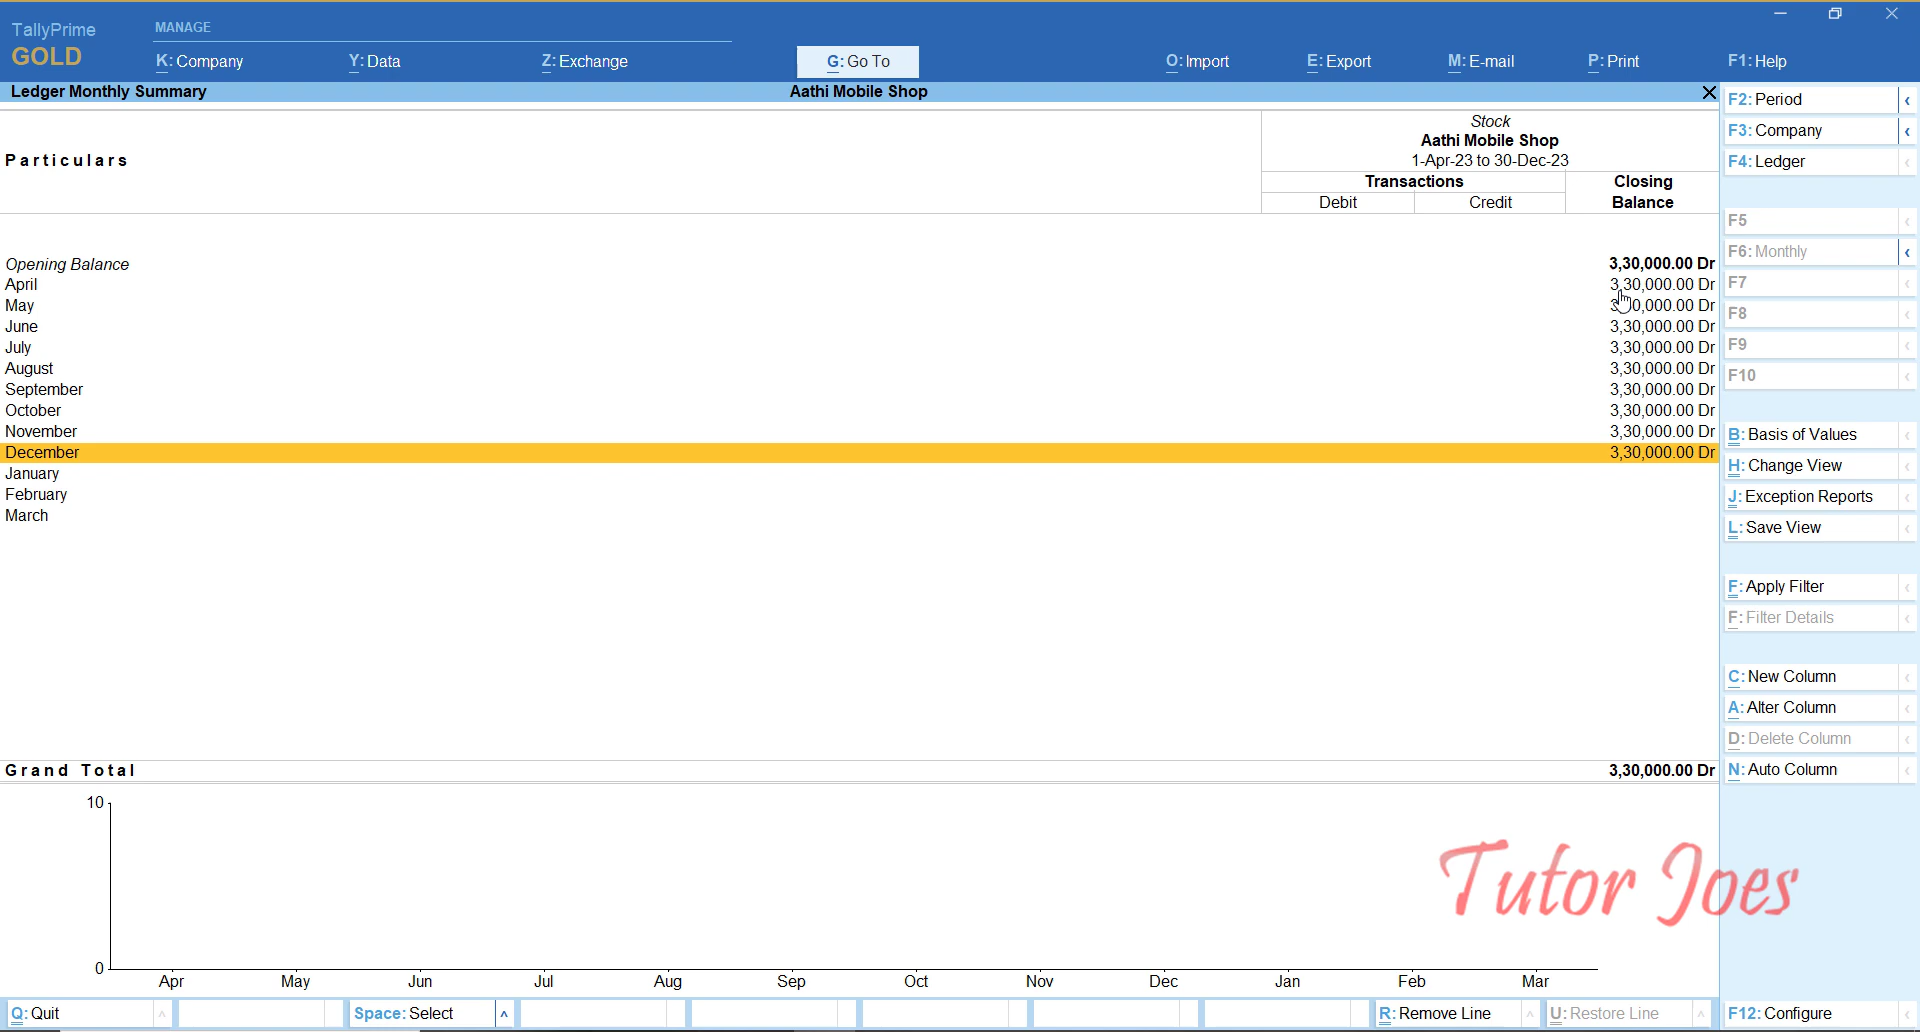 TallyPrime
GOLD
MANAGE
K: Company
Y: Data
Z: Exchange
G: Go To
O: Import
E: Export
M: E-mail
P: Print
F1: Help
Ledger Monthly Summary
Aathi Mobile Shop
Particulars
Stock
Aathi Mobile Shop
1-Apr-23 to 30-Dec-23
Transactions
Closing
Debit
Credit
Balance
Opening Balance 3,30,000.00 Dr
April 3,30,000.00 Dr
May 3,30,000.00 Dr
June 3,30,000.00 Dr
July 3,30,000.00 Dr
August 3,30,000.00 Dr
September 3,30,000.00 Dr
October 3,30,000.00 Dr
November 3,30,000.00 Dr
December 3,30,000.00 Dr
January
February
March
Grand Total 3,30,000.00 Dr
10
0
Apr May Jun Jul Aug Sep Oct Nov Dec Jan Feb Mar
Tutor Joes
F2: Period
F3: Company
F4: Ledger
F5
F6: Monthly
F7
F8
F9
F10
B: Basis of Values
H: Change View
J: Exception Reports
L: Save View
F: Apply Filter
F: Filter Details
C: New Column
A: Alter Column
D: Delete Column
N: Auto Column
Q: Quit
Space: Select
R: Remove Line
U: Restore Line
F12: Configure